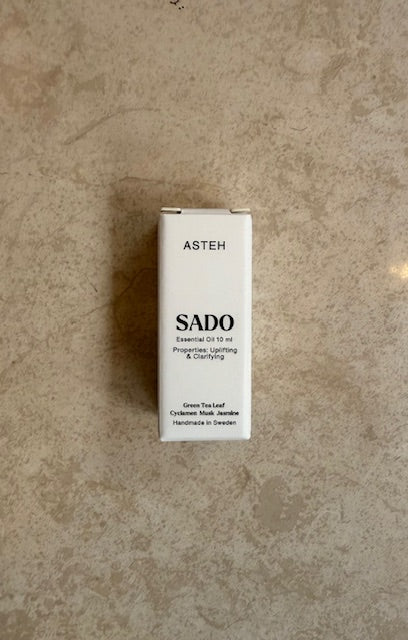 ASTEH
SADO
Essential Oil 10 ml
Properties: Uplifting
& Clarifying
Green Tea Leaf
Cyclamen Musk Jasmine
Handmade in Sweden